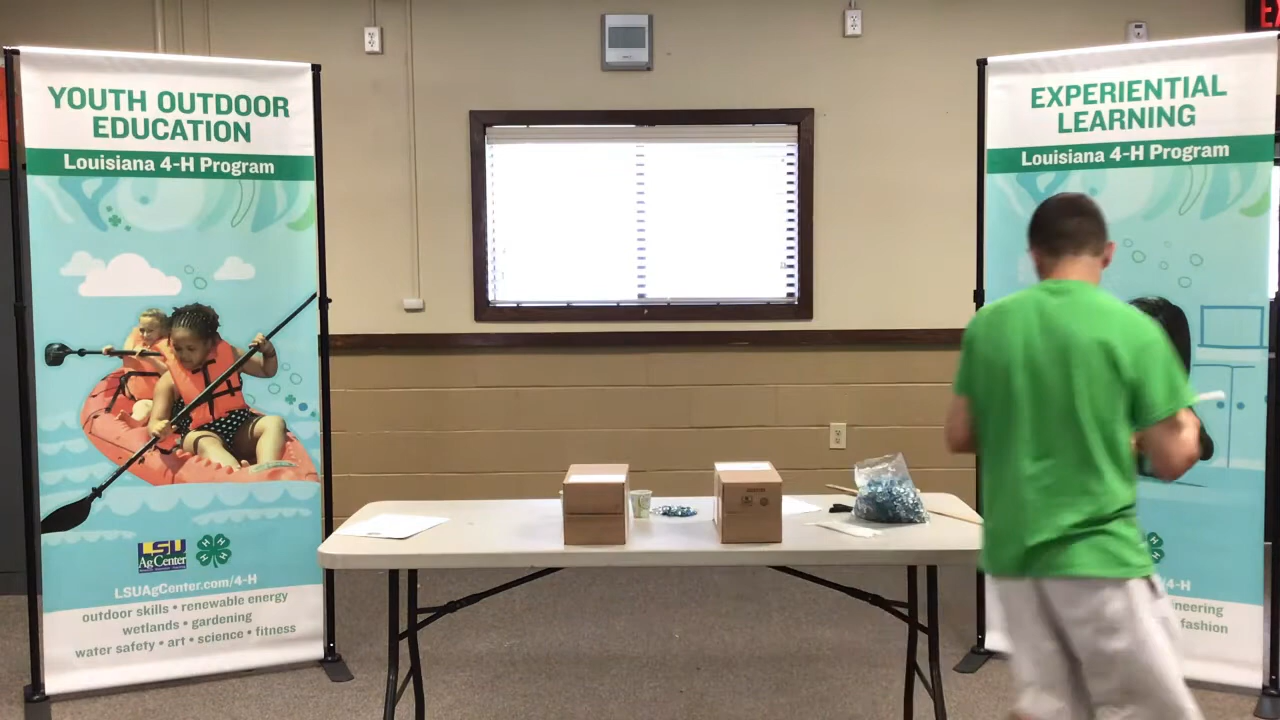 YOUTH OUTDOOR
EDUCATION
Louisiana 4-H Program
LSU
AgCenter
H H
H H
LSUAgCenter.com/4-H
outdoor skills • renewable energy
wetlands • gardening
water safety • art • science • fitness
EXPERIENTIAL
LEARNING
Louisiana 4-H Program
/4-H
fashion
EX